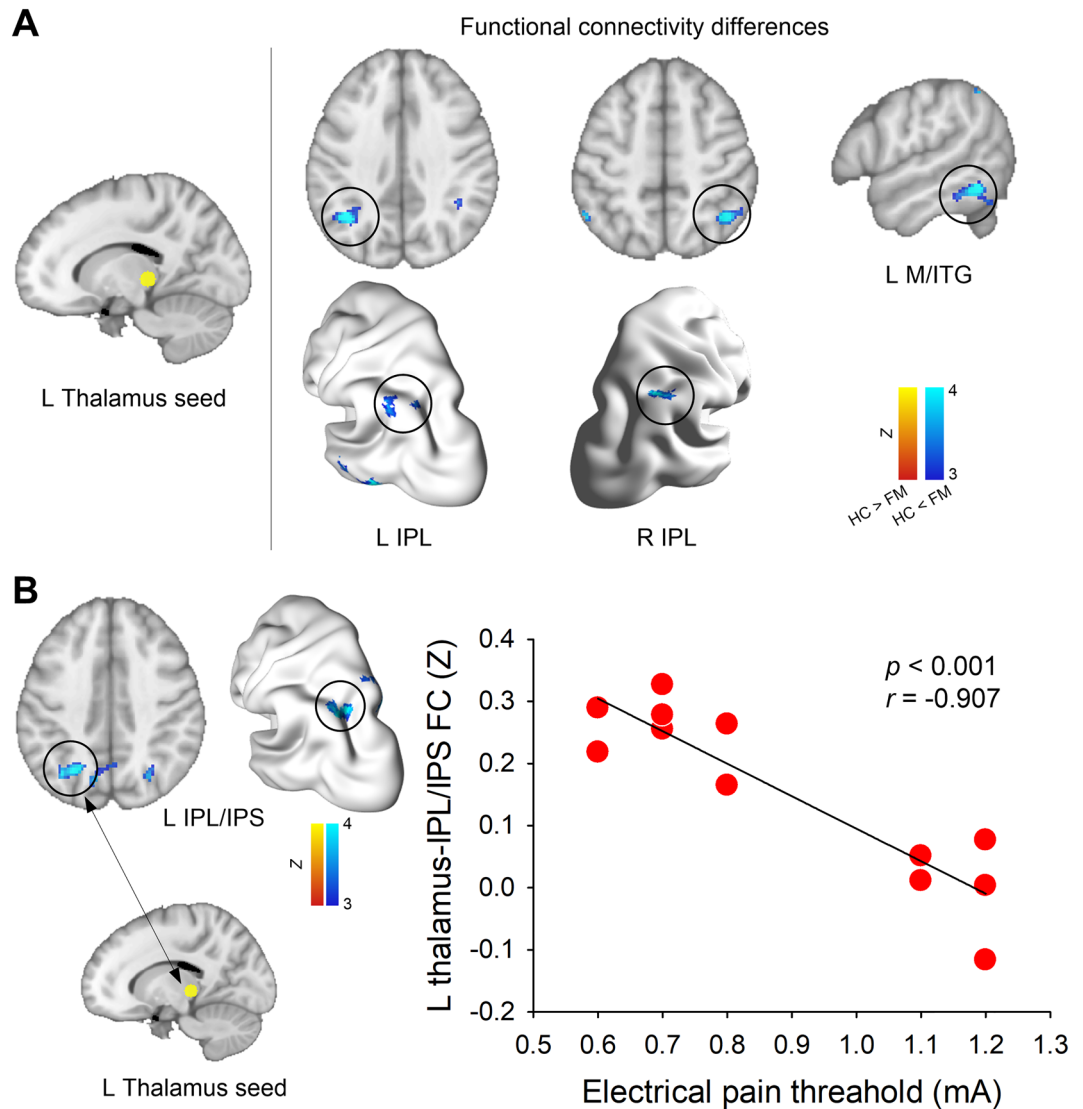 A
Functional connectivity differences
L Thalamus seed
L M/ITG
L IPL
R IPL
Z
4
3
HC > FM
HC < FM
B
L IPL/IPS
Z
4
3
L Thalamus seed
L thalamus-IPL/IPS FC (Z)
0.4
0.3
0.2
0.1
0.0
-0.1
-0.2
p < 0.001
r = -0.907
0.5 0.6 0.7 0.8 0.9 1.0 1.1 1.2 1.3
Electrical pain threahold (mA)